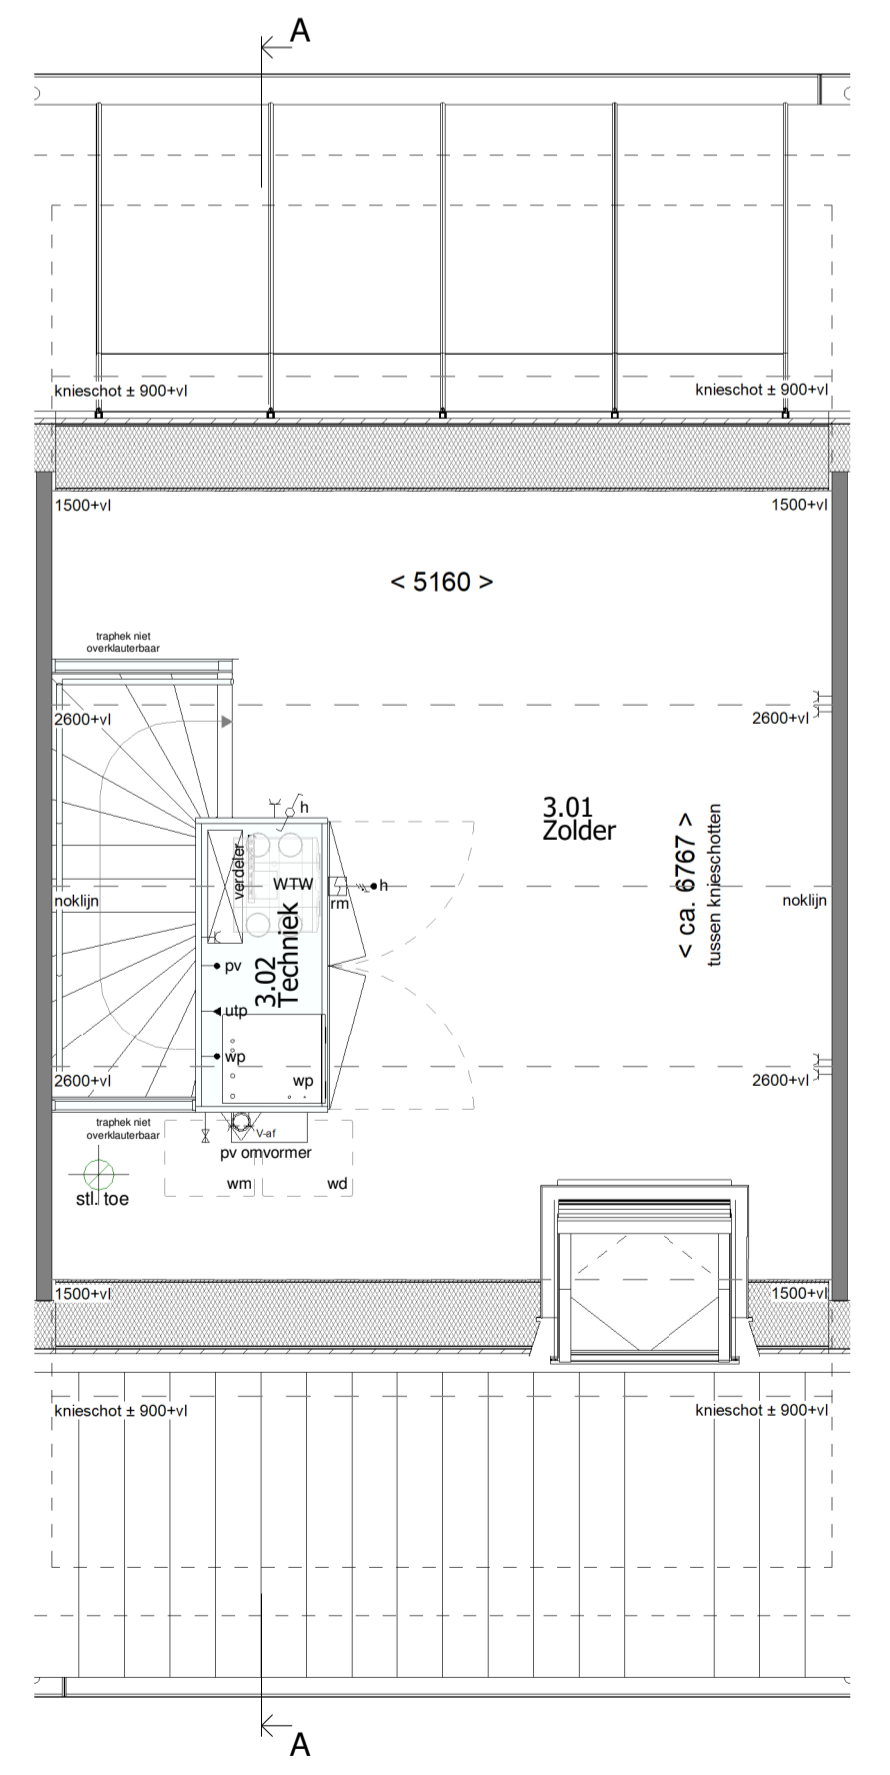 A
knieschot ± 900+vl
knieschot ± 900+vl
1500+vl
1500+vl
< 5160 >
traphek niet
overklauterbaar
2600+vl
2600+vl
h
3.01
Zolder
< ca. 6767 >
tussen knieschotten
verdeler
WTW
h
rm
noklijn
noklijn
3.02
Techniek
pv
utp
wp
wp
2600+vl
2600+vl
traphek niet
overklauterbaar
V-af
pv omvormer
wm
wd
stl. toe
1500+vl
1500+vl
knieschot ± 900+vl
knieschot ± 900+vl
A